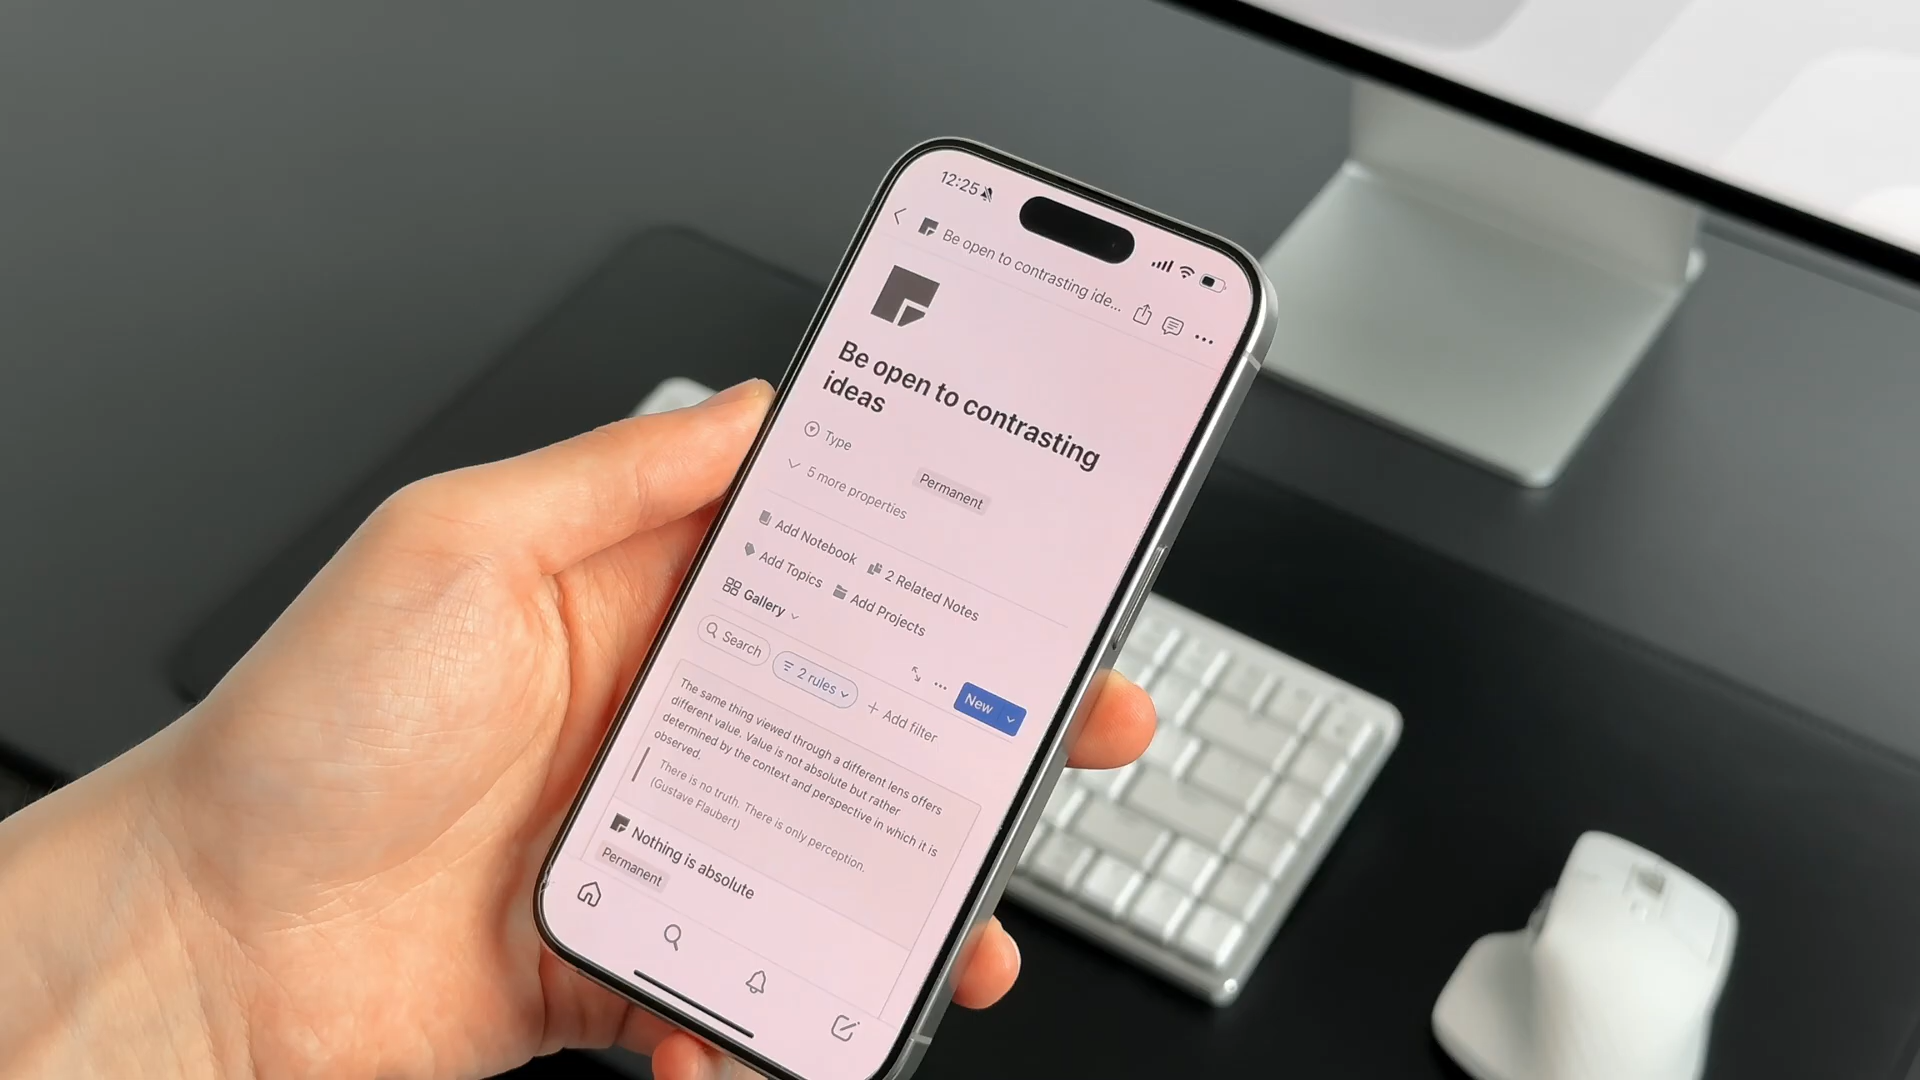 12:25
Be open to contrasting ide...
Be open to contrasting
ideas
Type
Permanent
5 more properties
Add Notebook 2 Related Notes
Add Topics Add Projects
Gallery
Search 2 rules + Add filter New
The same thing viewed through a different lens offers
different value. Value is not absolute but rather
determined by the context and perspective in which it is
observed.
There is no truth. There is only perception.
(Gustave Flaubert)
Nothing is absolute
Permanent